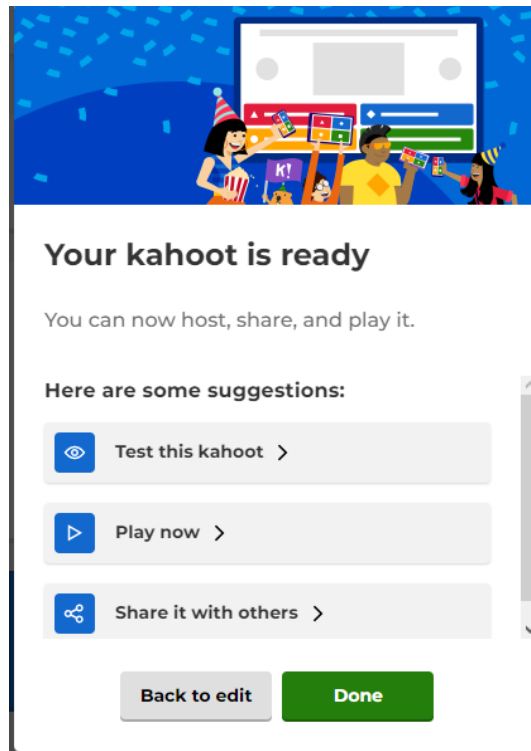 K!
Your kahoot is ready
You can now host, share, and play it.
Here are some suggestions:
Test this kahoot
Play now
Share it with others
Back to edit Done